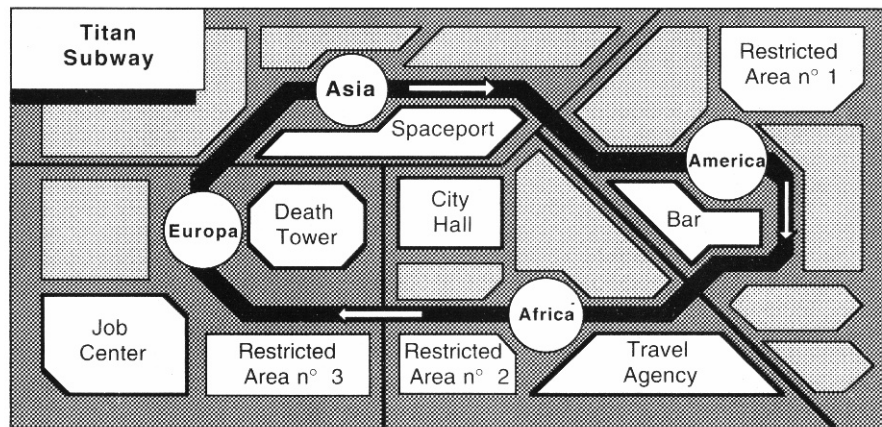 Titan
Subway
Asia
Restricted
Area n° 1
Spaceport
America
City
Hall
Bar
Death
Tower
Europa
Africa
Job
Center
Restricted
Area n° 3
Restricted
Area n° 2
Travel
Agency